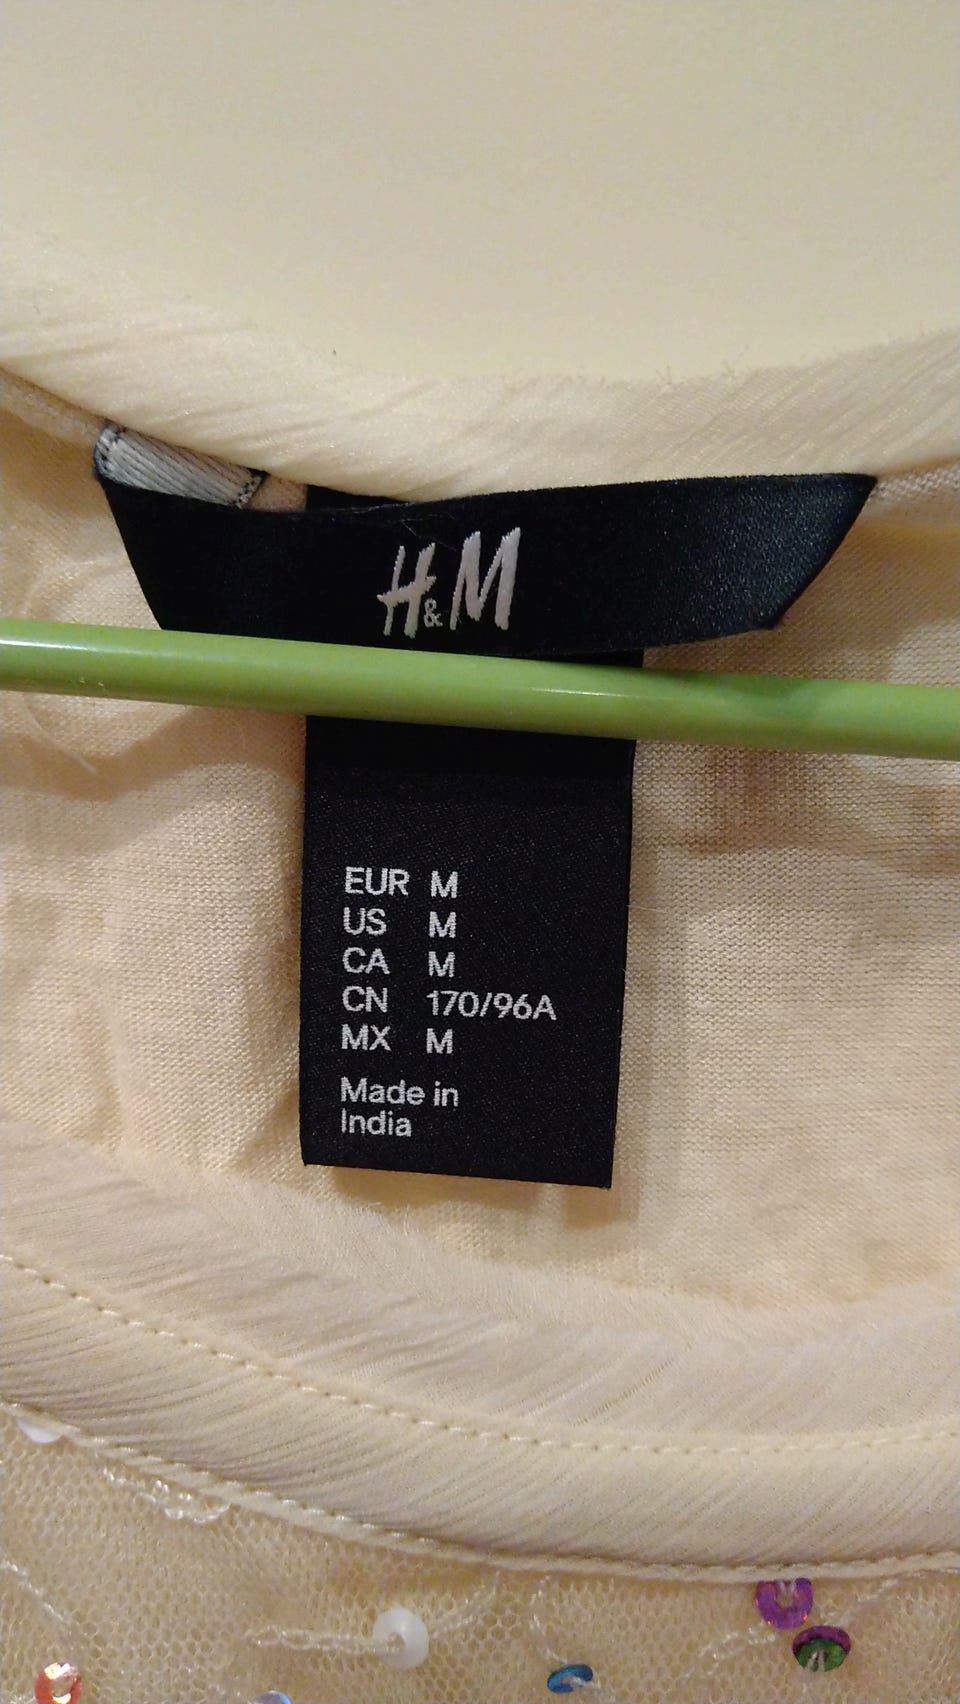 H&M
EUR M
US M
CA M
CN 170/96A
MX M
Made in
India